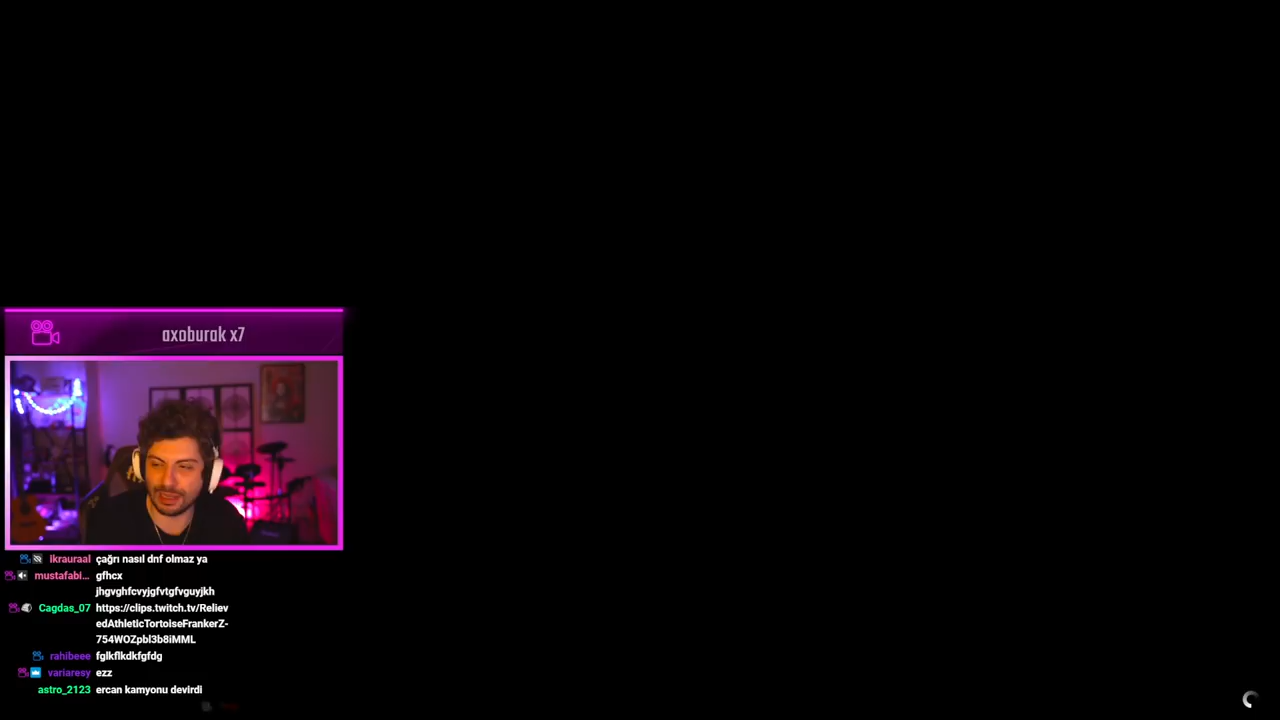 axoburak x7
Ikrauraal çağrı nasıl dnf olmaz ya
mustafabi... gfhcx
jhgvghfcvyjgfvtgfvguyjkh
Cagdas_07 https://clips.twitch.tv/Reliev
edAthleticTortoiseFrankerZ-
754WOZpbl3b8iMML
rahibeee fglkflkdkfgfdg
variaresy ezz
astro_2123 ercan kamyonu devirdi